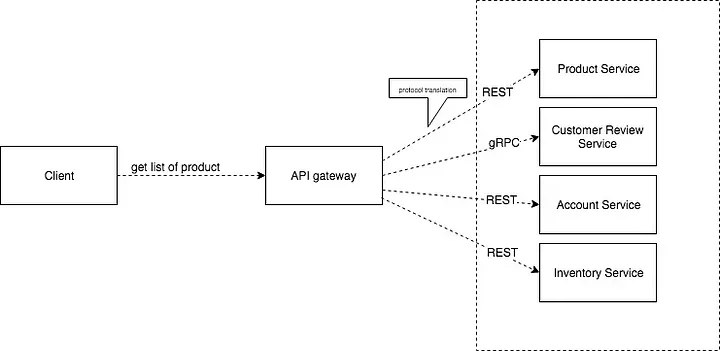 Client
get list of product
API gateway
protocol translation
REST
Product Service
gRPC
Customer Review
Service
REST
Account Service
REST
Inventory Service